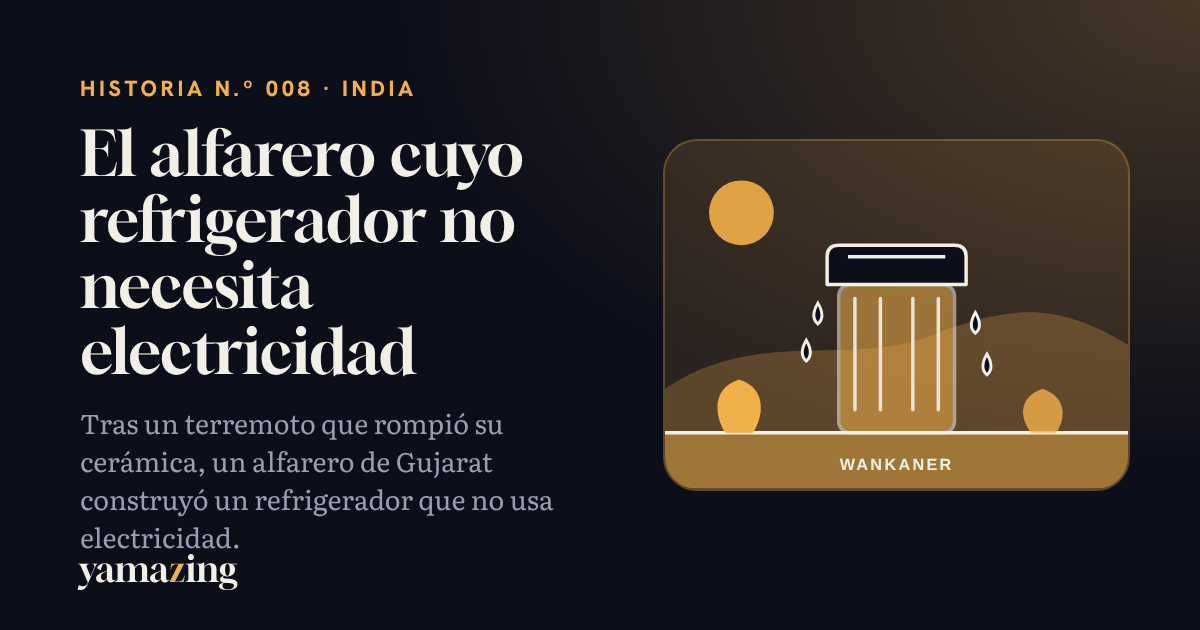 HISTORIA N.º 008 · INDIA
El alfarero cuyo
refrigerador no
necesita
electricidad
Tras un terremoto que rompió su
cerámica, un alfarero de Gujarat
construyó un refrigerador que no usa
electricidad.
yamazing
WANKANER